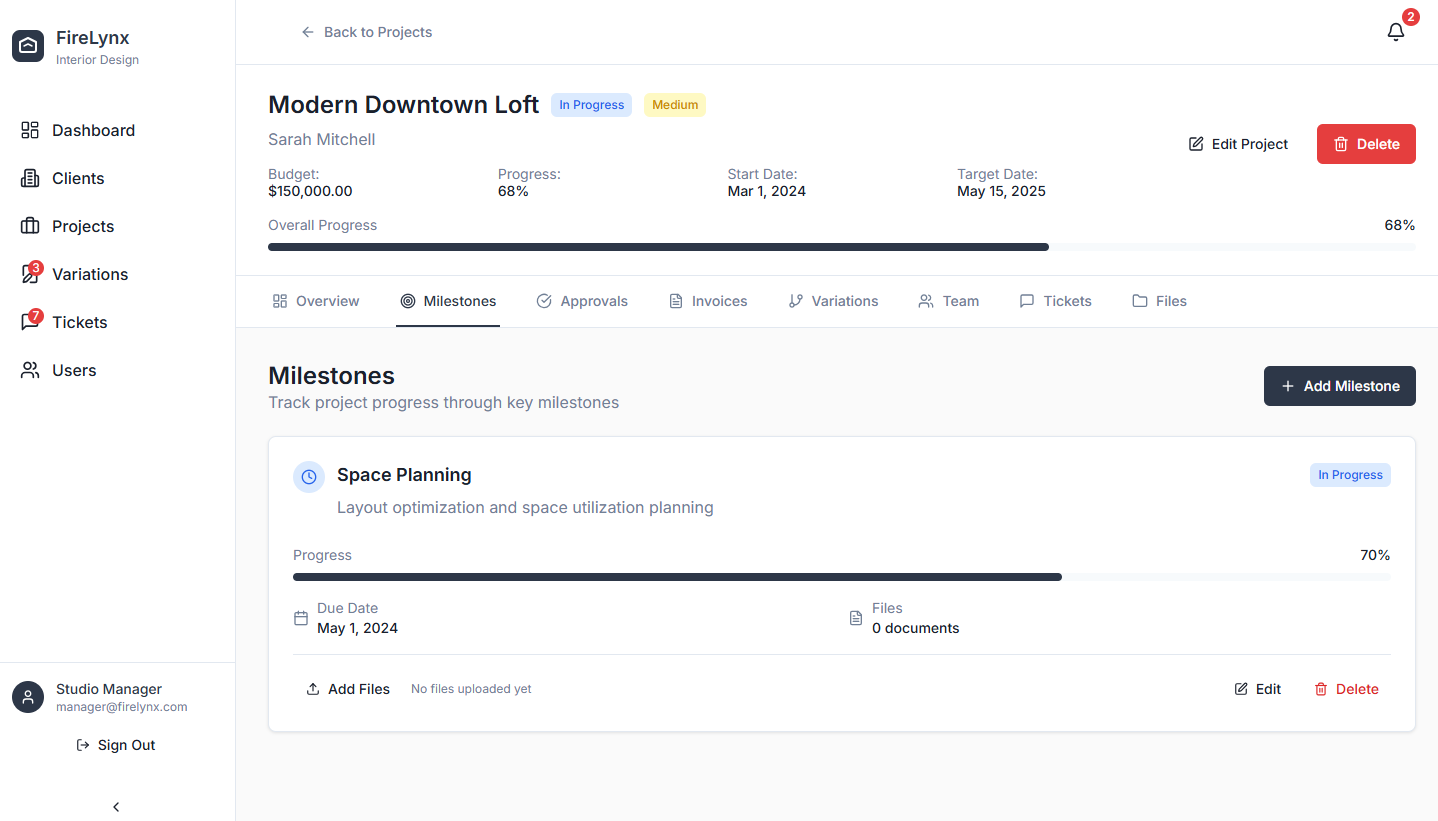 FireLynx
Interior Design
Dashboard
Clients
Projects
3
Variations
7
Tickets
Users
Studio Manager
manager@firelynx.com
Sign Out
Back to Projects
2
Modern Downtown Loft In Progress Medium
Sarah Mitchell
Edit Project Delete
Budget: Progress: Start Date: Target Date:
$150,000.00 68% Mar 1, 2024 May 15, 2025
Overall Progress 68%
Overview Milestones Approvals Invoices Variations Team Tickets Files
Milestones
Track project progress through key milestones
Add Milestone
Space Planning In Progress
Layout optimization and space utilization planning
Progress 70%
Due Date Files
May 1, 2024 0 documents
Add Files No files uploaded yet Edit Delete